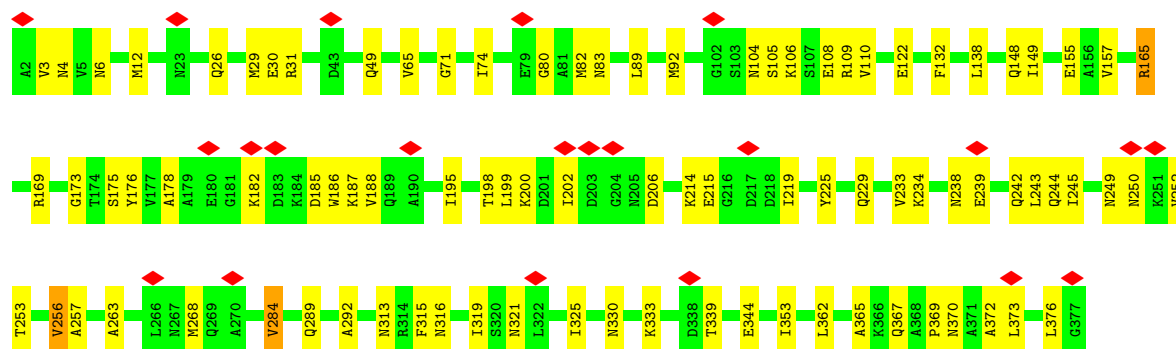 A2 V3 N4 V5 N6 M12 N23 Q26 M29 E30 R31 D43 Q49 V65 G71 I74 E79 G80 A81 M82 N83 L89 M92 G102 S103 N104 S105 K106 S107 E108 R109 V110 E122 F132 L138 Q148 I149 E155 A156 V157 R165
R169 G173 T174 S175 Y176 V177 A178 A179 E180 G181 K182 D183 K184 D185 W186 K187 V188 Q189 A190 I195 T198 L199 K200 D201 I202 D203 G204 N205 D206 K214 E215 G216 D217 D218 I219 Y225 Q229 V233 K234 N238 E239 Q242 L243 Q244 I245 N249 N250 K251
T253 V256 A257 A263 L266 N267 M268 Q269 A270 V284 Q289 A292 N313 R314 F315 N316 I319 S320 N321 L322 I325 N330 K333 D338 T339 E344 I353 L362 A365 K366 Q367 A368 P369 N370 A371 A372 L373 L376 G377